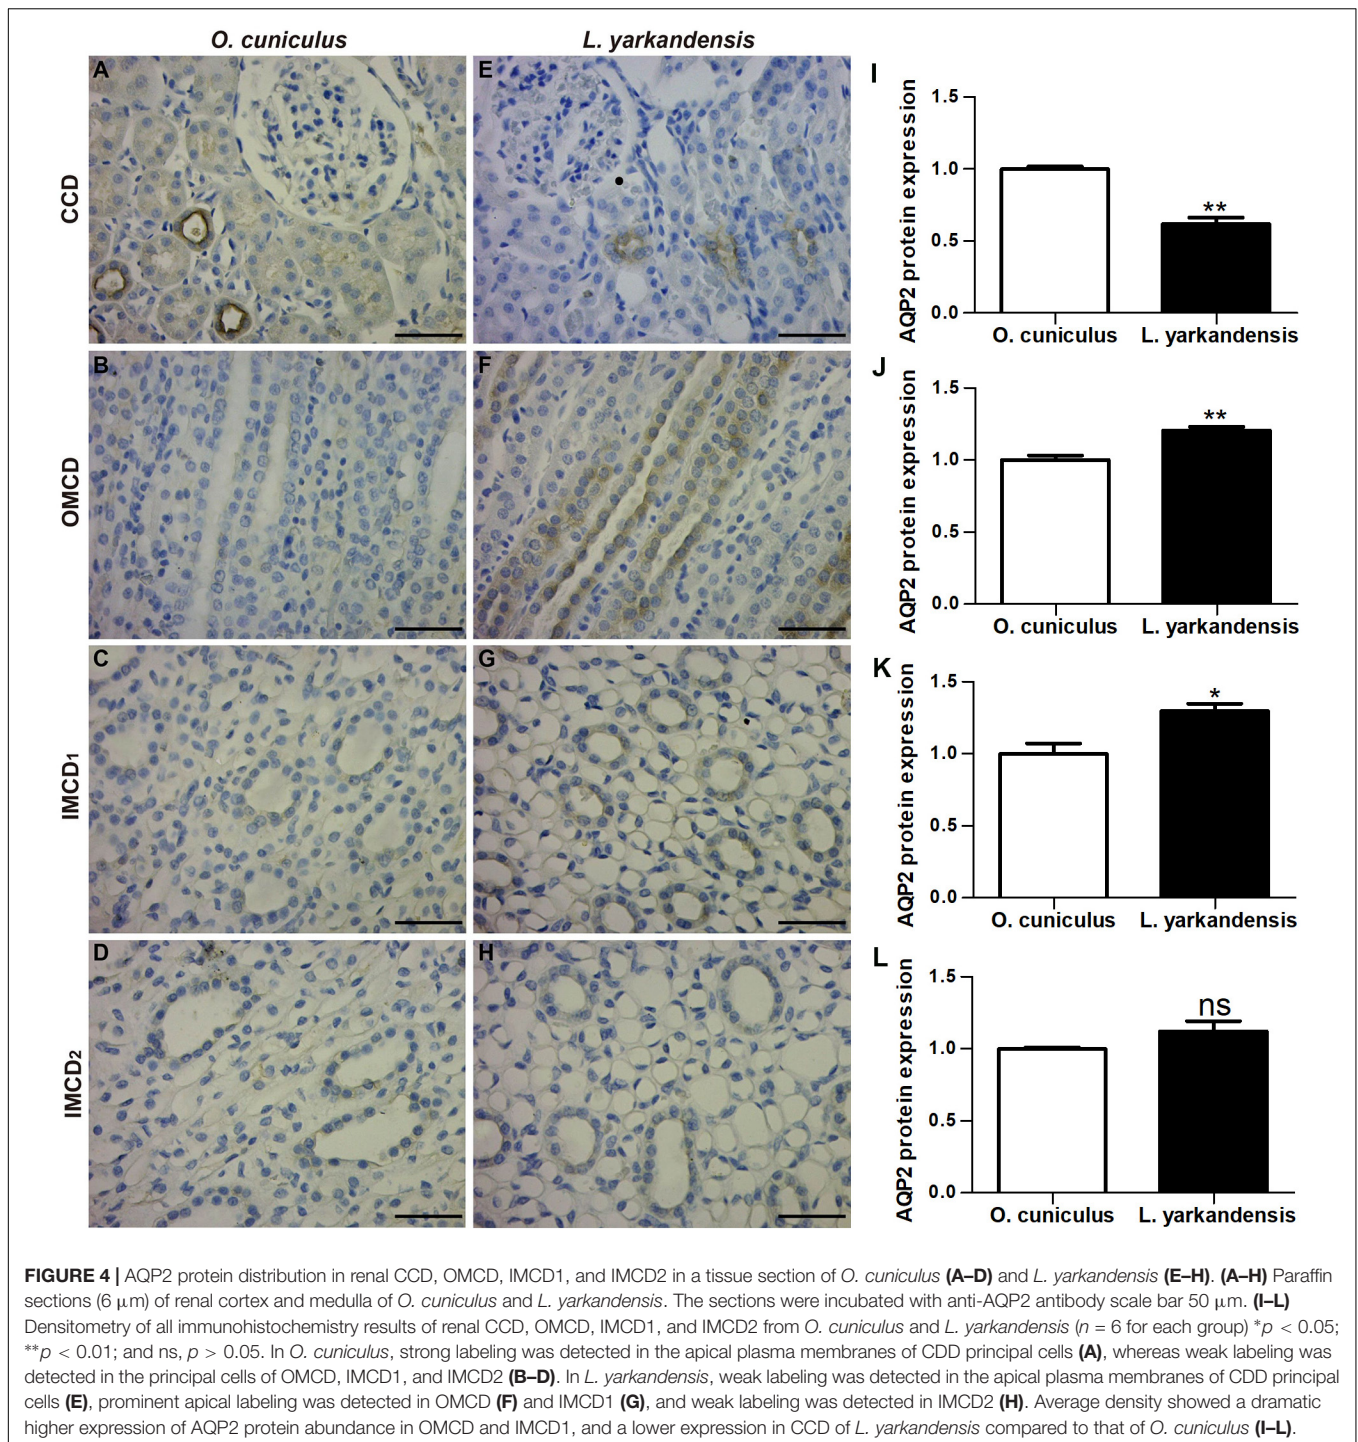 O. cuniculus
L. yarkandensis
CCD
A
E
OMCD
B
F
IMCD1
C
G
IMCD2
D
H
I
AQP2 protein expression
1.5
1.0
0.5
0.0
**
O. cuniculus L. yarkandensis
J
AQP2 protein expression
1.5
1.0
0.5
0.0
**
O. cuniculus L. yarkandensis
K
AQP2 protein expression
1.5
1.0
0.5
0.0
*
O. cuniculus L. yarkandensis
L
AQP2 protein expression
1.5
1.0
0.5
0.0
ns
O. cuniculus L. yarkandensis
FIGURE 4 | AQP2 protein distribution in renal CCD, OMCD, IMCD1, and IMCD2 in a tissue section of O. cuniculus (A–D) and L. yarkandensis (E–H). (A–H) Paraffin
sections (6 μm) of renal cortex and medulla of O. cuniculus and L. yarkandensis. The sections were incubated with anti-AQP2 antibody scale bar 50 μm. (I–L)
Densitometry of all immunohistochemistry results of renal CCD, OMCD, IMCD1, and IMCD2 from O. cuniculus and L. yarkandensis (n = 6 for each group) *p < 0.05;
**p < 0.01; and ns, p > 0.05. In O. cuniculus, strong labeling was detected in the apical plasma membranes of CDD principal cells (A), whereas weak labeling was
detected in the principal cells of OMCD, IMCD1, and IMCD2 (B–D). In L. yarkandensis, weak labeling was detected in the apical plasma membranes of CDD principal
cells (E), prominent apical labeling was detected in OMCD (F) and IMCD1 (G), and weak labeling was detected in IMCD2 (H). Average density showed a dramatic
higher expression of AQP2 protein abundance in OMCD and IMCD1, and a lower expression in CCD of L. yarkandensis compared to that of O. cuniculus (I–L).